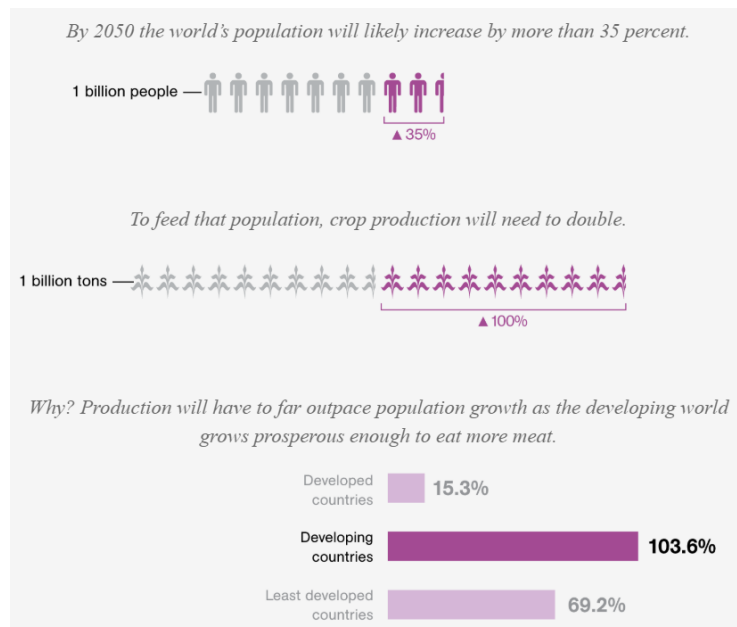 By 2050 the world’s population will likely increase by more than 35 percent.
1 billion people
▲ 35%
To feed that population, crop production will need to double.
1 billion tons
▲ 100%
Why? Production will have to far outpace population growth as the developing world
grows prosperous enough to eat more meat.
Developed
countries
15.3%
Developing
countries
103.6%
Least developed
countries
69.2%